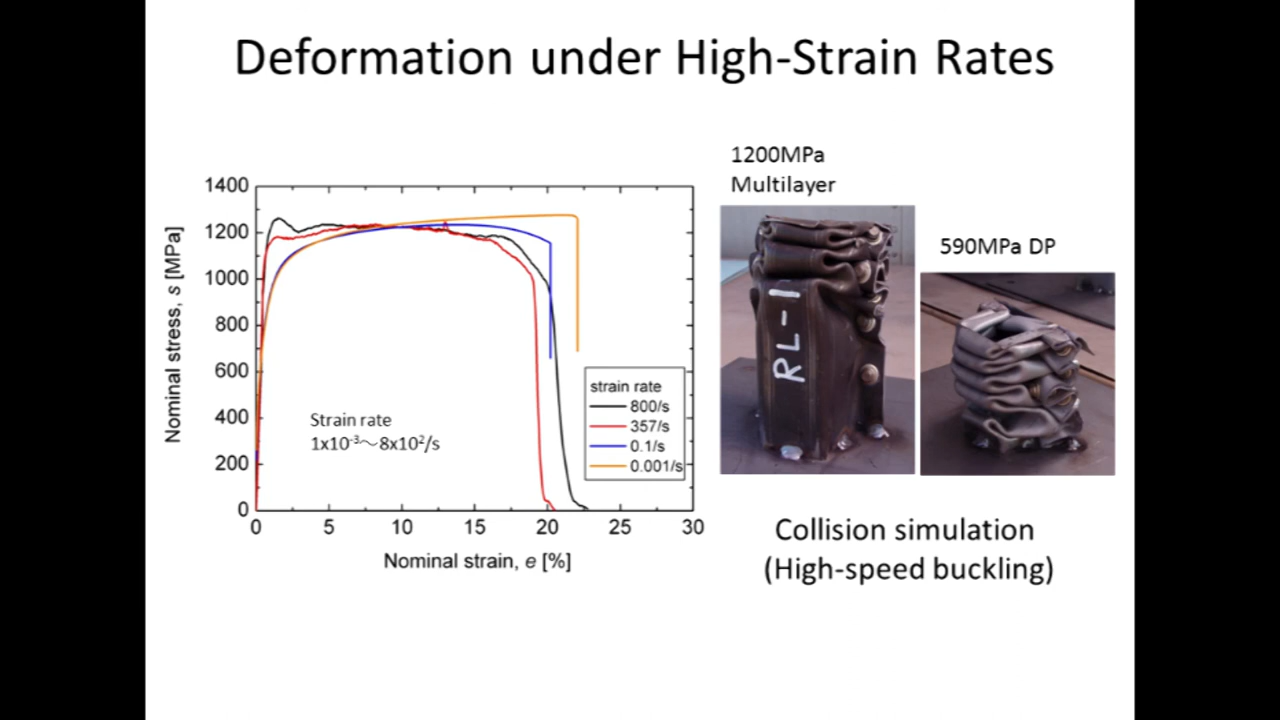 Deformation under High-Strain Rates
1400
1200
1000
800
600
400
200
0
Nominal stress, s [MPa]
0 5 10 15 20 25 30
Nominal strain, e [%]
Strain rate
1x10⁻³～8x10²/s
strain rate
800/s
357/s
0.1/s
0.001/s
1200MPa
Multilayer
RL-1
590MPa DP
Collision simulation
(High-speed buckling)